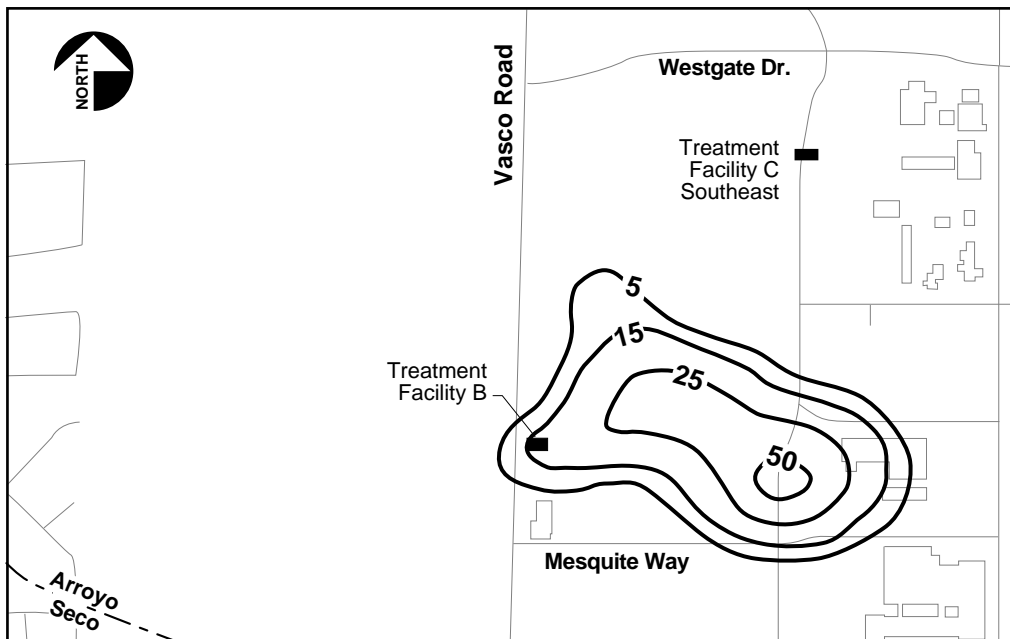 NORTH
Vasco Road
Westgate Dr.
Treatment
Facility C
Southeast
5
15
25
50
Treatment
Facility B
Mesquite Way
Arroyo
Seco